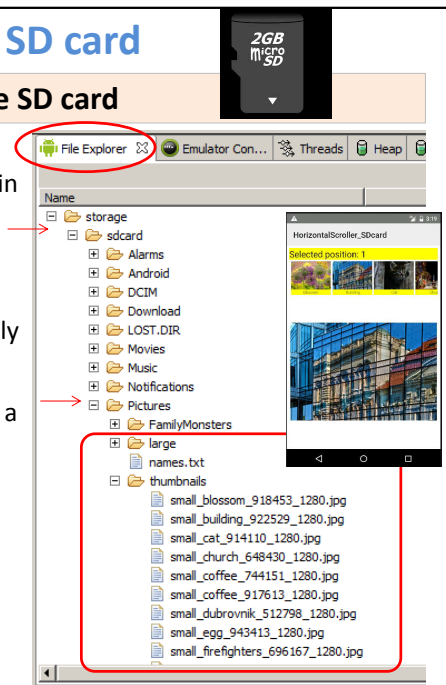 SD card
2GB
micro
SD
e SD card
File Explorer Emulator Con... Threads Heap
in
Name
storage
sdcard
Alarms
Android
DCIM
Download
ly
LOST.DIR
Movies
Music
Notifications
a
Pictures
FamilyMonsters
large
names.txt
thumbnails
small_blossom_918453_1280.jpg
small_building_922529_1280.jpg
small_cat_914110_1280.jpg
small_church_648430_1280.jpg
small_coffee_744151_1280.jpg
small_coffee_917613_1280.jpg
small_dubrovnik_512798_1280.jpg
small_egg_943413_1280.jpg
small_firefighters_696167_1280.jpg
3:19
HorizontalScroller_SDcard
Selected position: 1